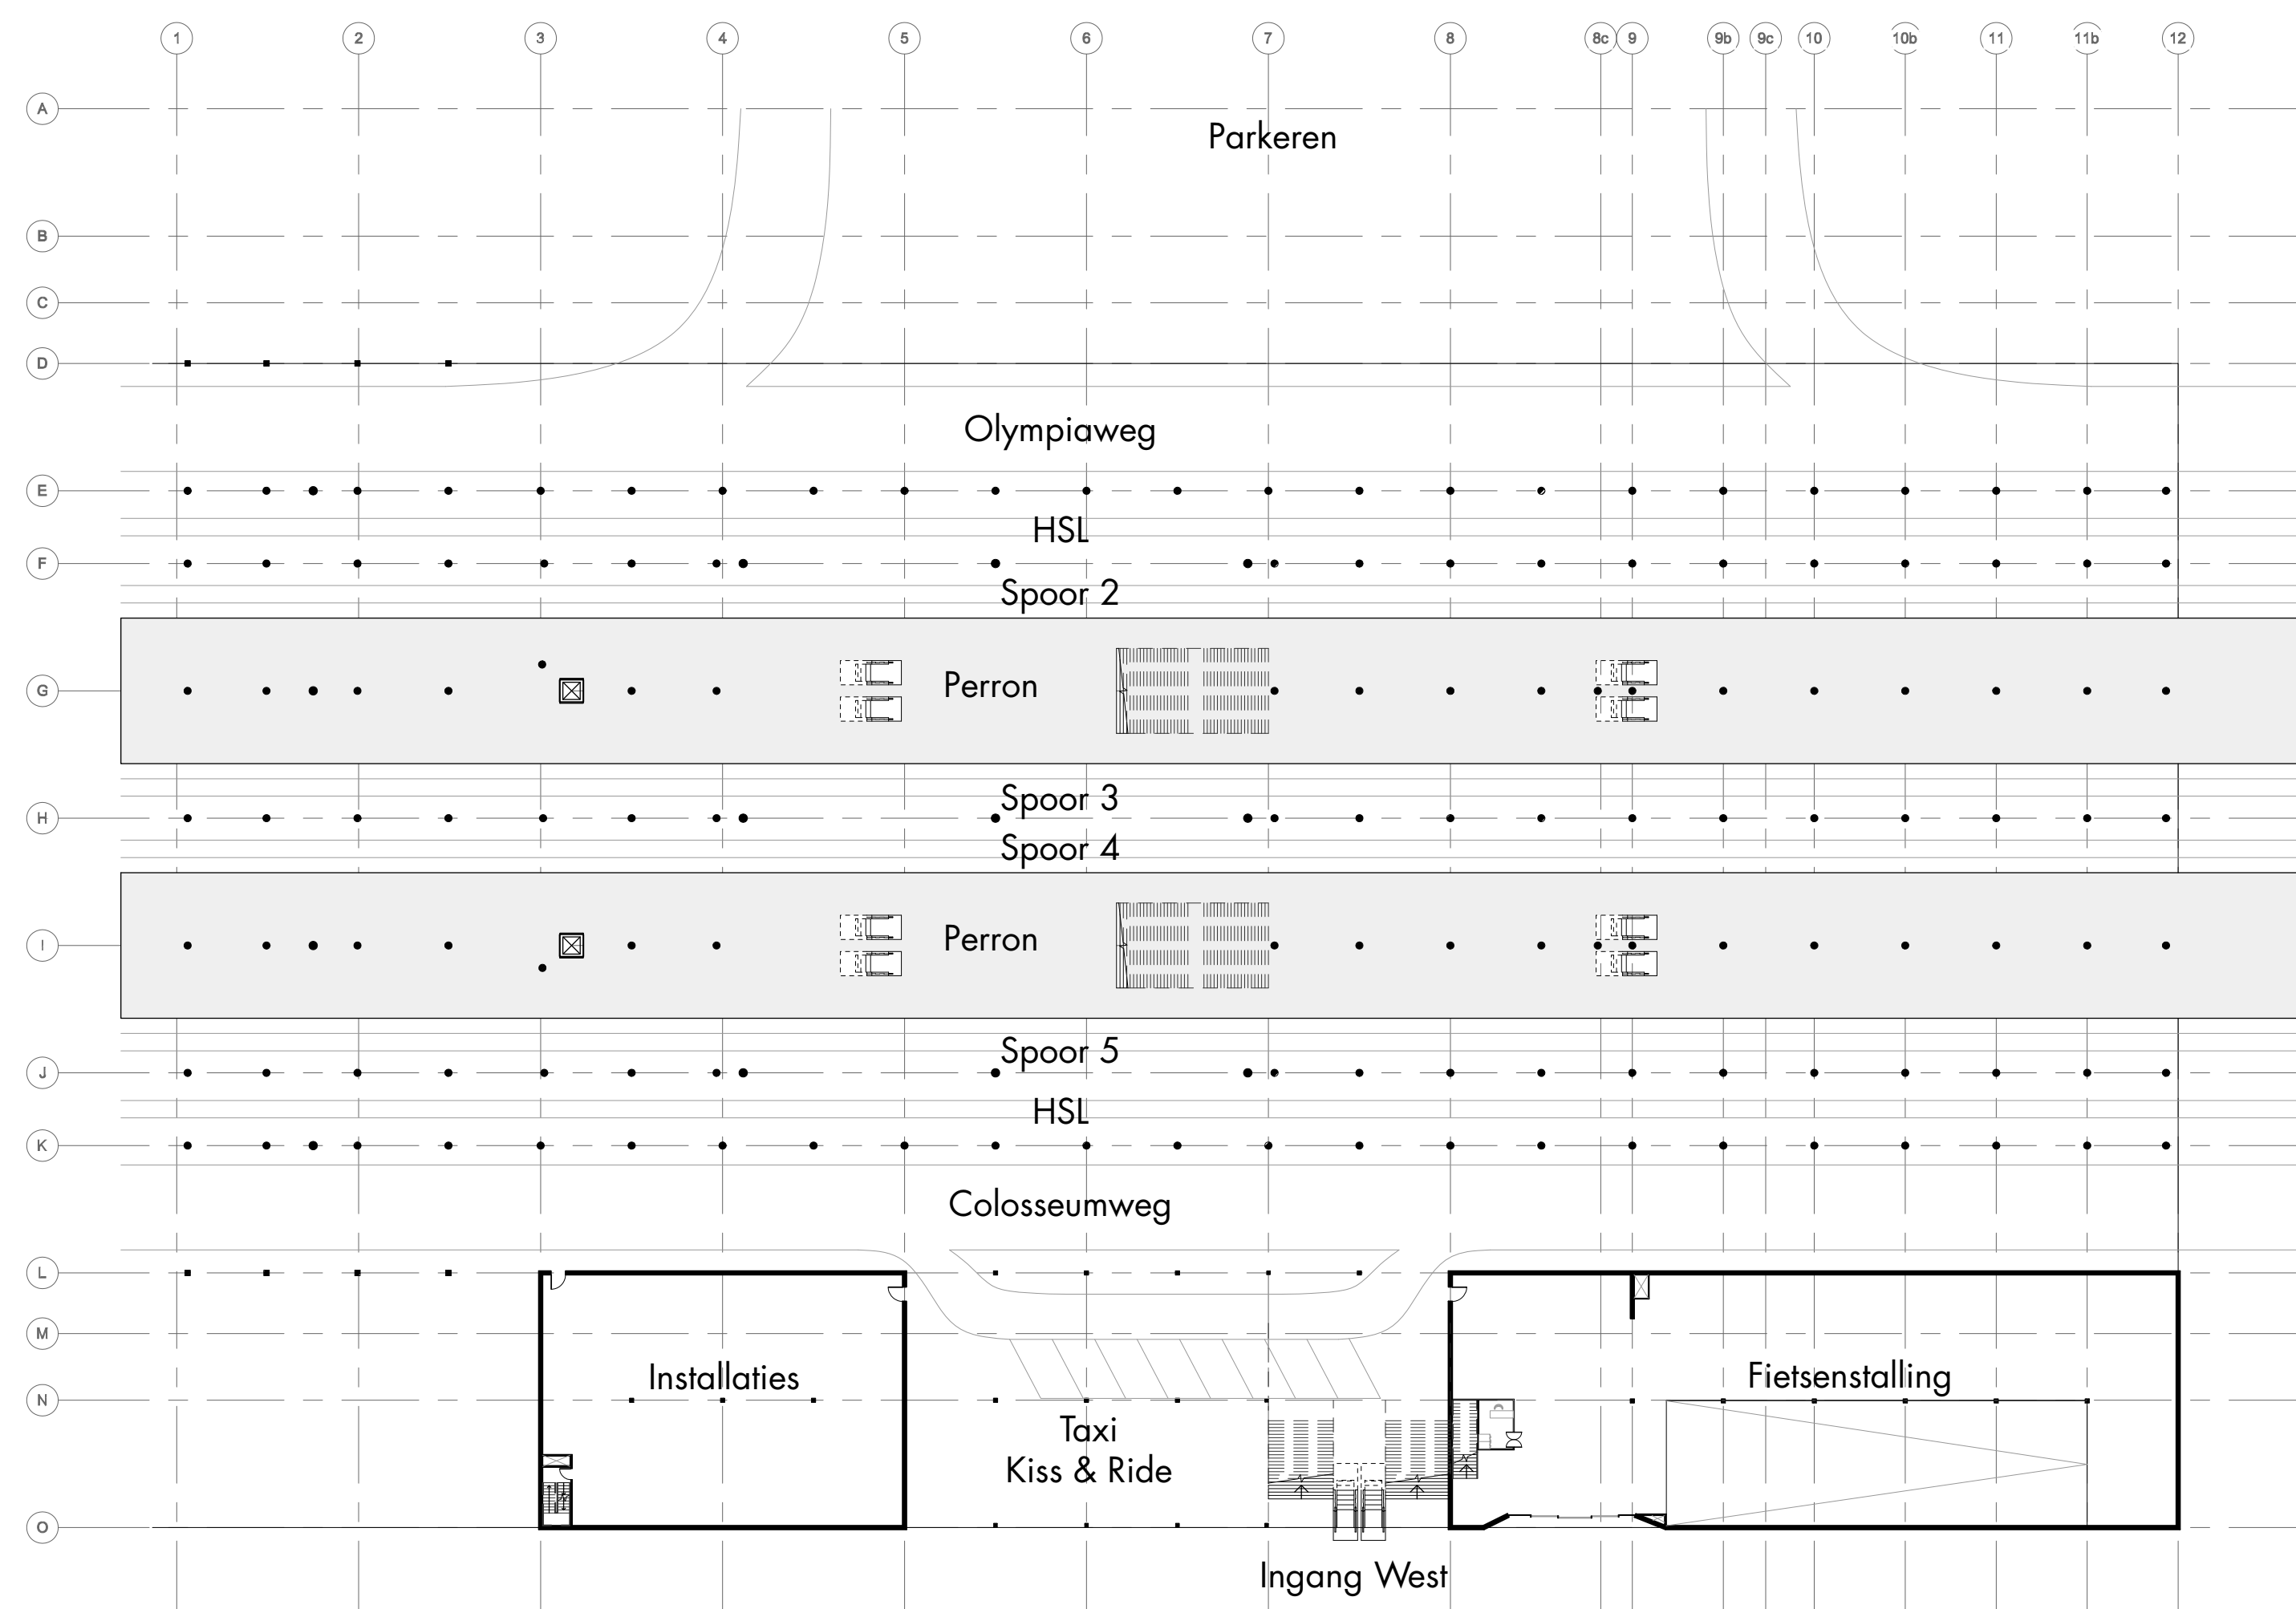 1 2 3 4 5 6 7 8 8c 9 9b 9c 10 10b 11 11b 12
A
Parkeren
B
C
D
Olympiaweg
E
HSL
F
Spoor 2
G
Perron
Spoor 3
H
Spoor 4
I
Perron
Spoor 5
J
HSL
K
Colosseumweg
L
M
Installaties
Fietsenstalling
N
Taxi
Kiss & Ride
O
Ingang West